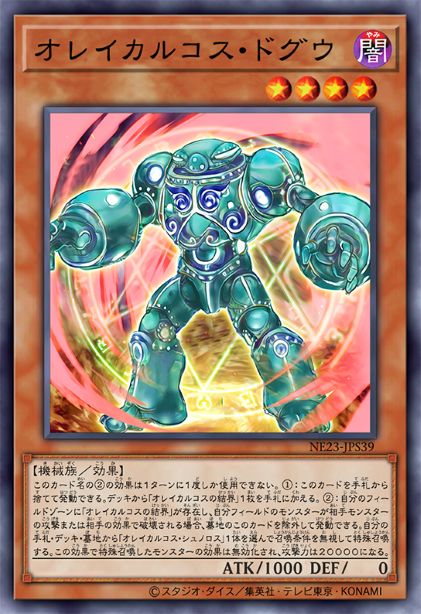 オレイカルコス・ドグウ
闇
NE23-JPS39
【機械族／効果】
このカード名の②の効果は1ターンに1度しか使用できない。①：このカードを手札から
捨てて発動できる。デッキから「オレイカルコスの結界」1枚を手札に加える。②：自分のフィー
ルドゾーンに「オレイカルコスの結界」が存在し、自分フィールドのモンスターが相手モンスター
の攻撃または相手の効果で破壊される場合、墓地のこのカードを除外して発動できる。自分の
手札・デッキ・墓地から「オレイカルコス・シュノロス」1体を選んで召喚条件を無視して特殊召喚
する。この効果で特殊召喚したモンスターの効果は無効化され、攻撃力は20000になる。
ATK/1000 DEF/ 0
©スタジオ・ダイス／集英社・テレビ東京・KONAMI